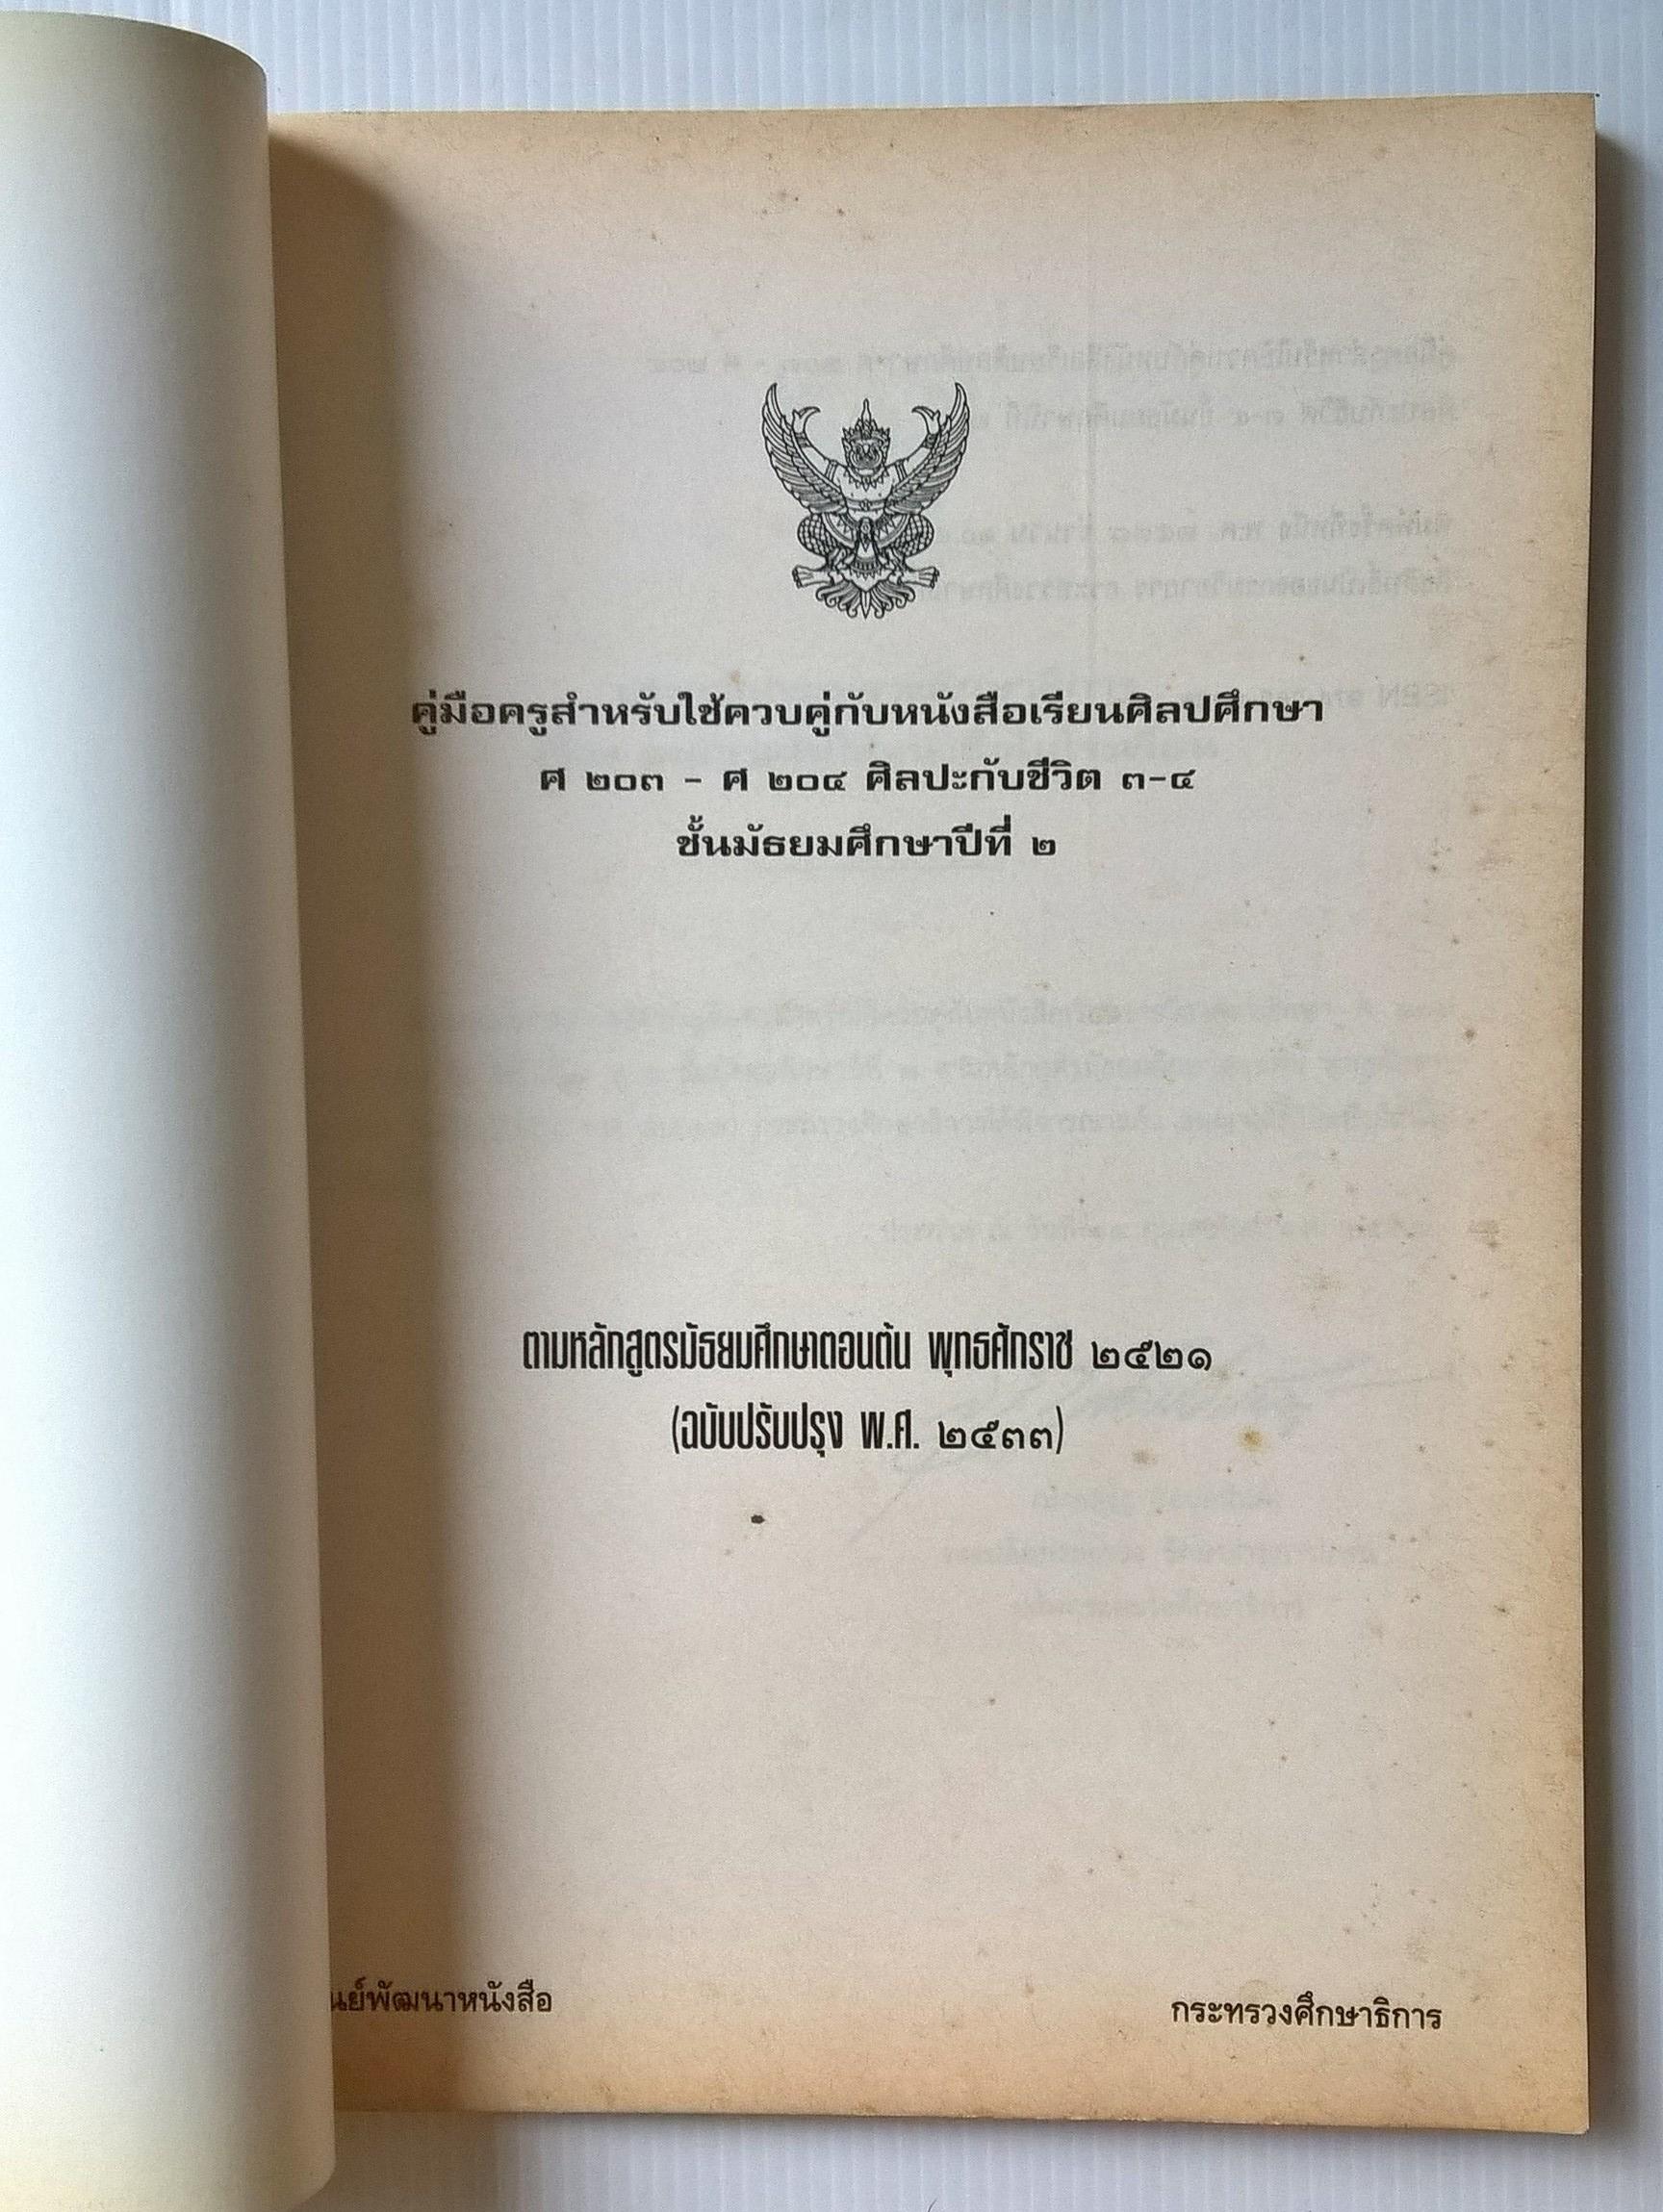 คู่มือครูสำหรับใช้ควบคู่กับหนังสือเรียนศิลปศึกษา
ศ ๒๐๓ - ศ ๒๐๔ ศิลปะกับชีวิต ๓-๔
ชั้นมัธยมศึกษาปีที่ ๒
ตามหลักสูตรมัธยมศึกษาตอนต้น พุทธศักราช ๒๕๒๑
(ฉบับปรับปรุง พ.ศ. ๒๕๓๓)
นย์พัฒนาหนังสือ
กระทรวงศึกษาธิการ